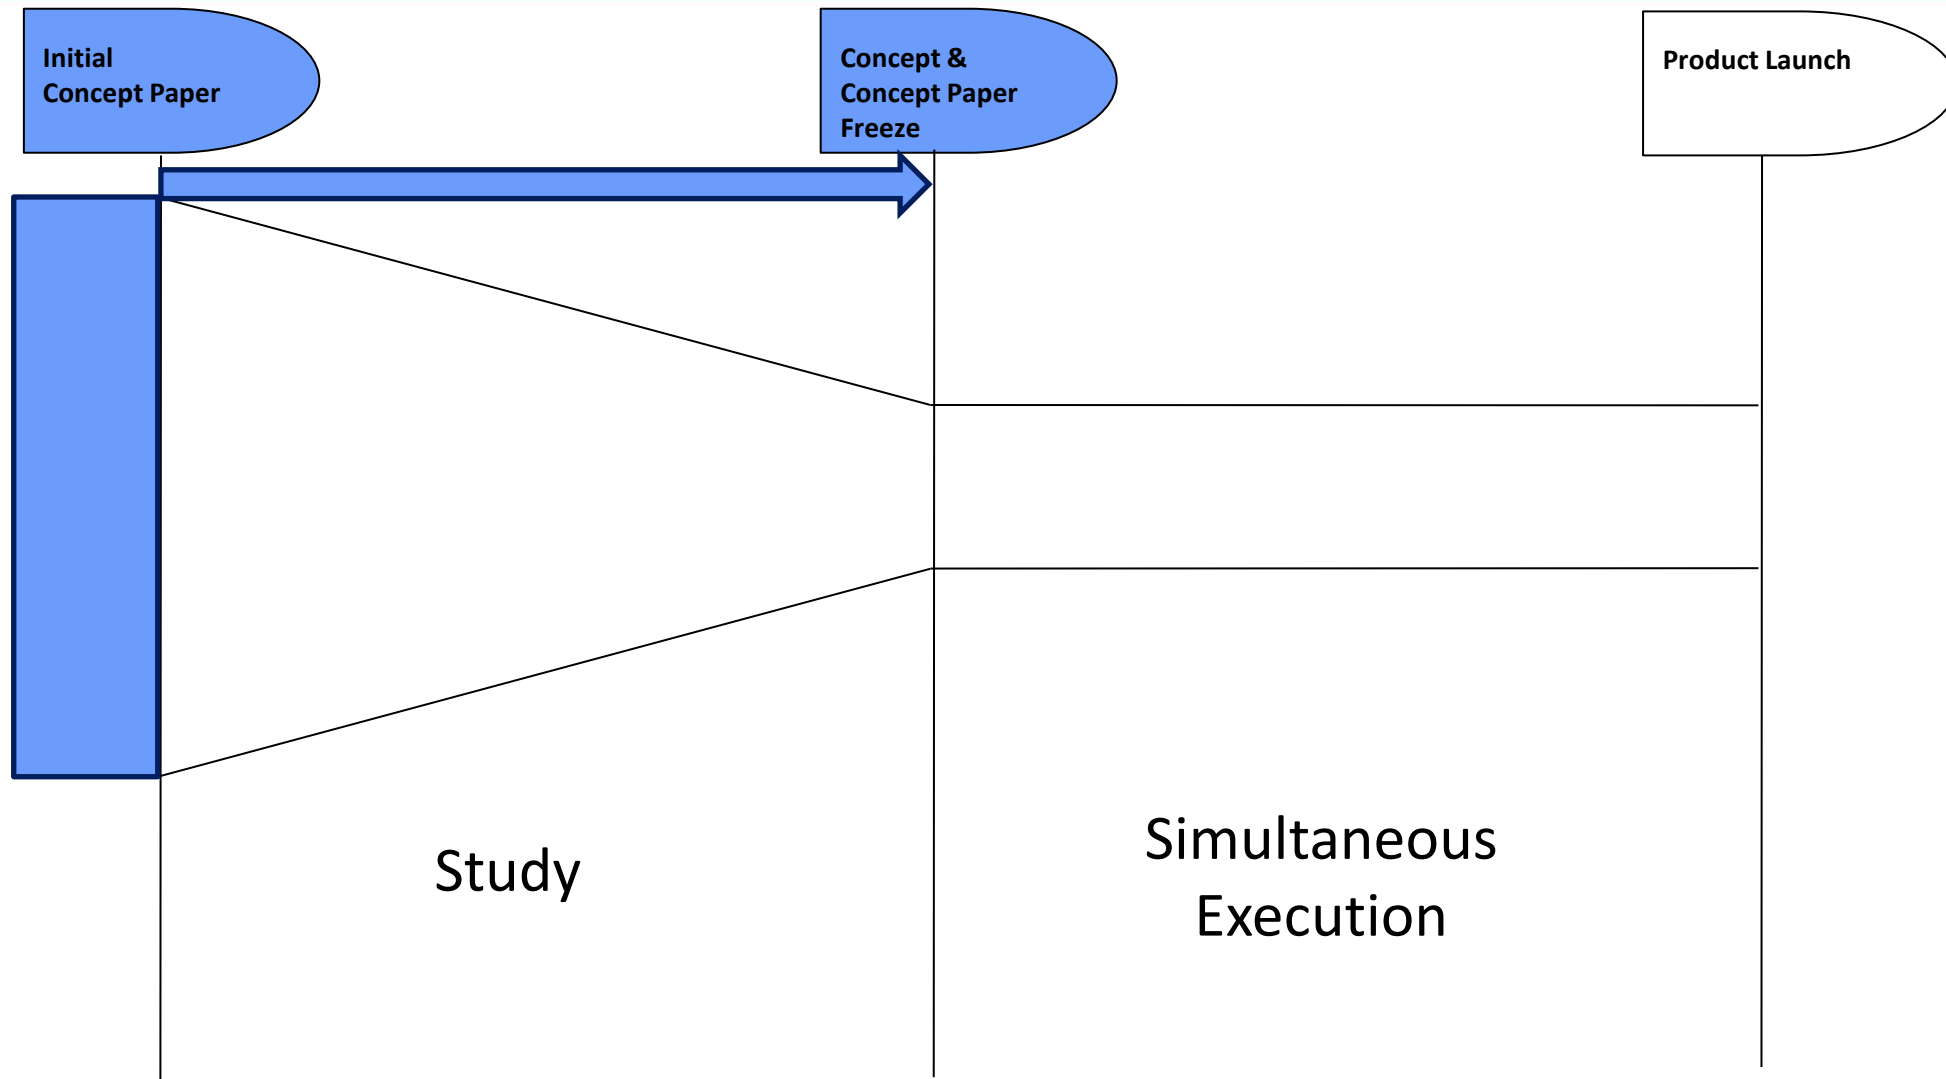 Initial
Concept Paper
Concept &
Concept Paper
Freeze
Product Launch
Study
Simultaneous
Execution